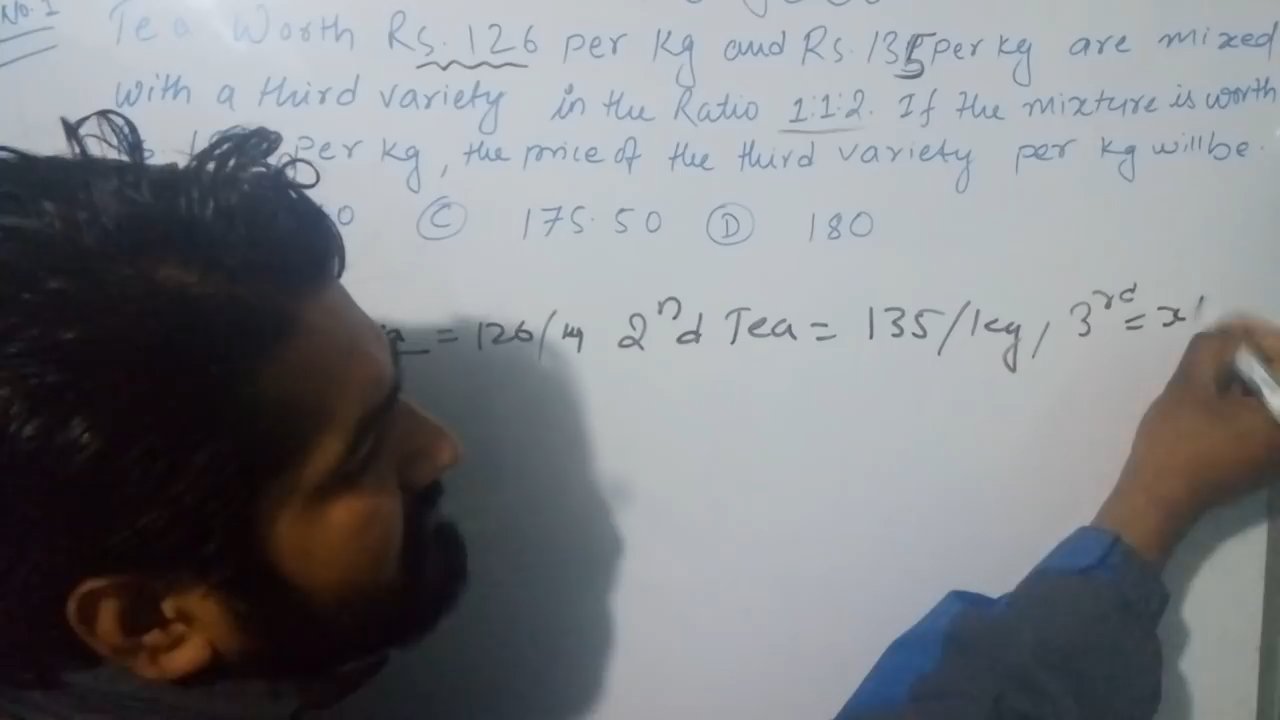 No. 1
Tea Worth Rs. 126 per Kg and Rs. 135 per kg are mixed
with a third variety in the Ratio 1:1:2. If the mixture is worth
per kg, the price of the third variety per kg will be.
0 Ⓒ 175.50 Ⓓ 180
= 126/kg 2nd Tea = 135/kg, 3rd = x